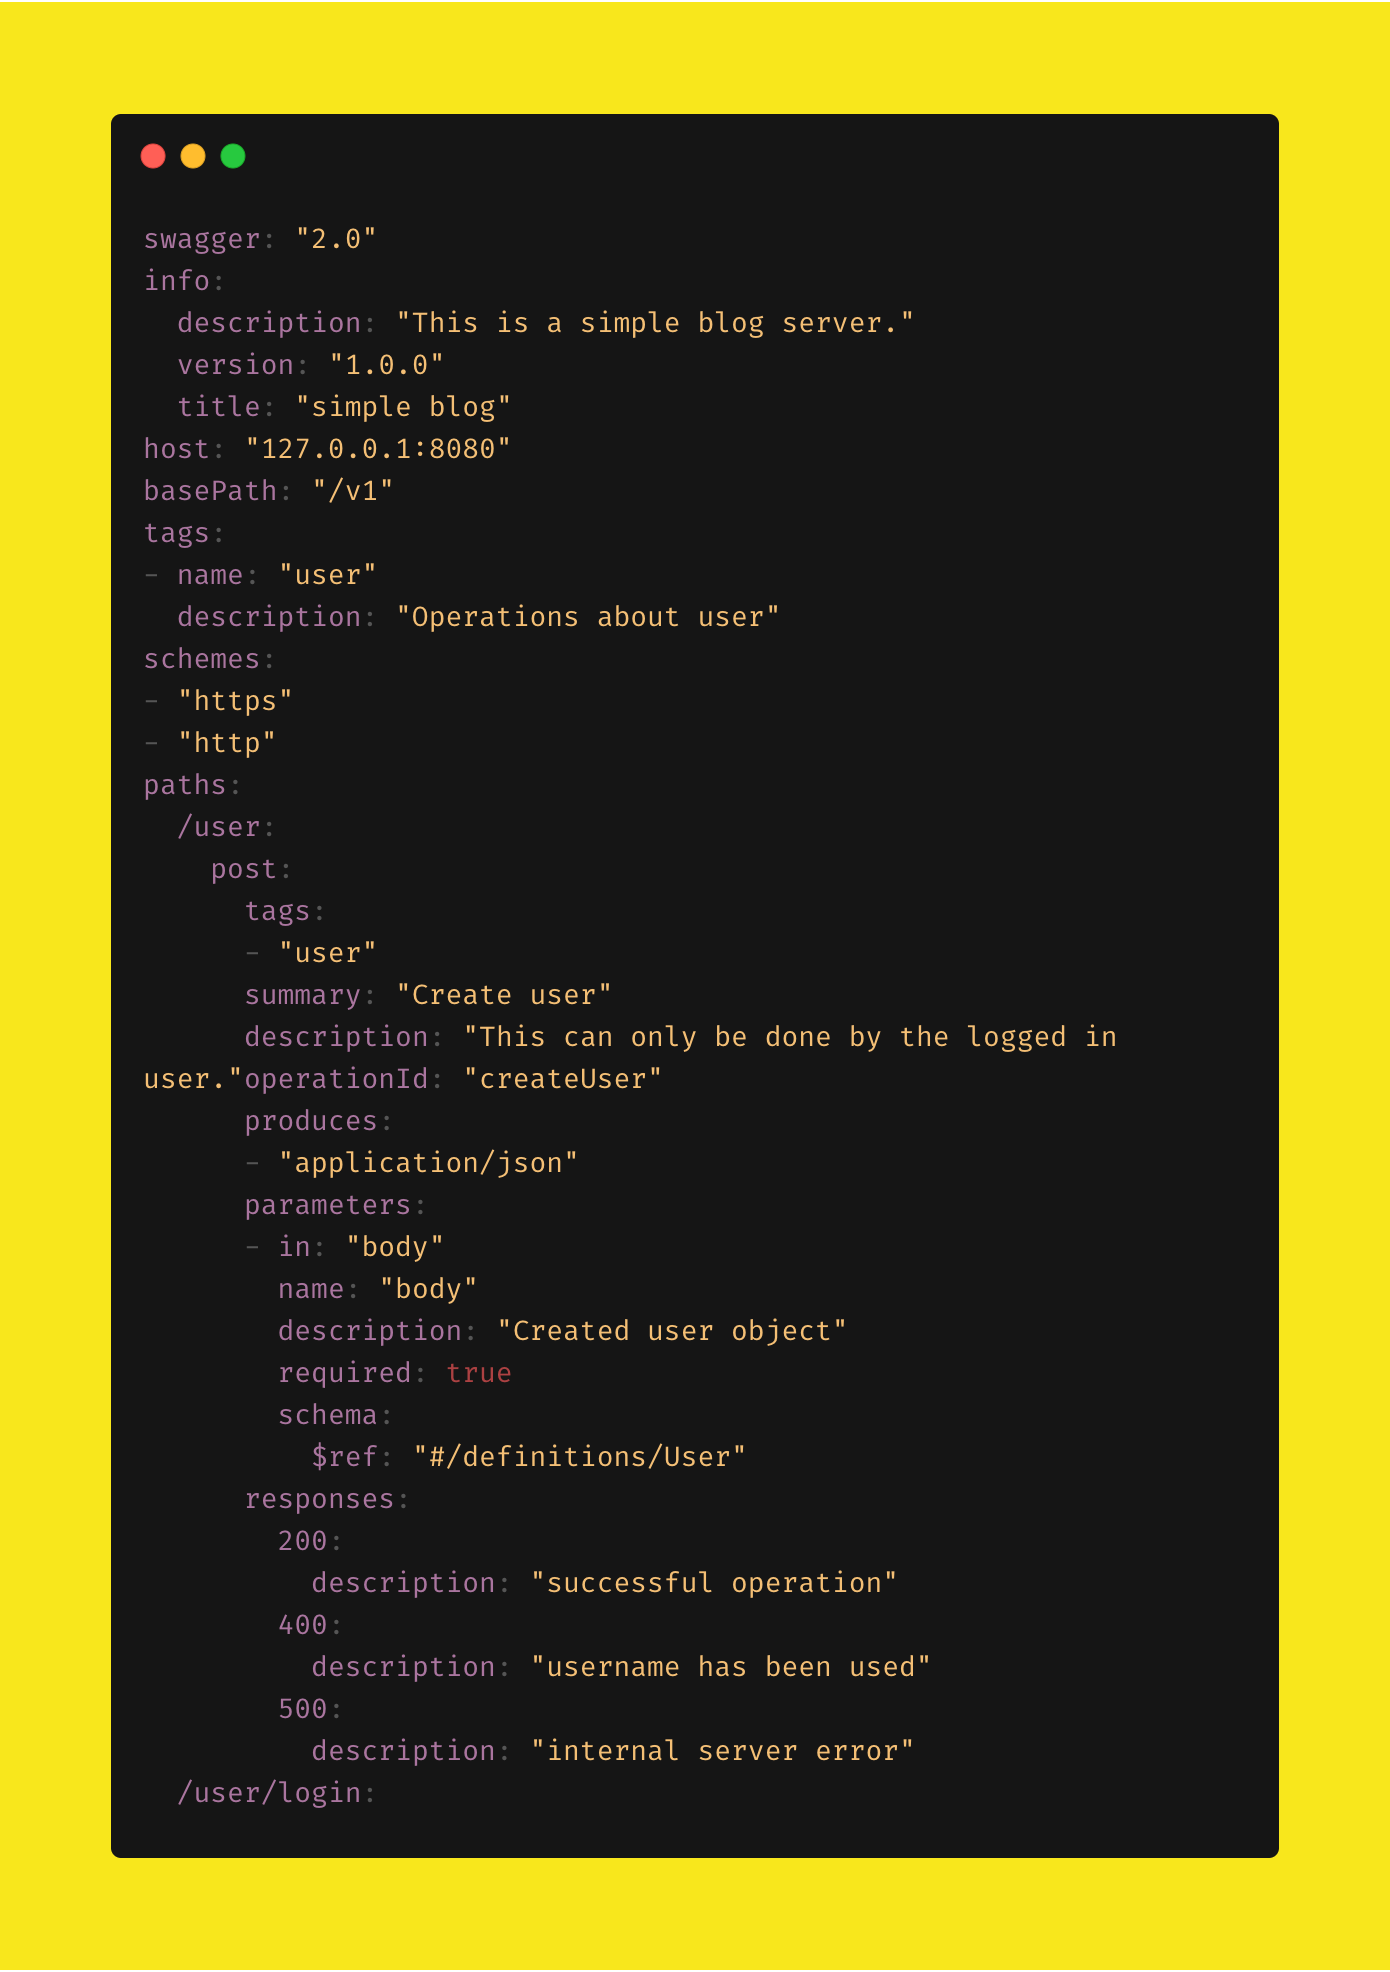 swagger: "2.0"
info:
  description: "This is a simple blog server."
  version: "1.0.0"
  title: "simple blog"
host: "127.0.0.1:8080"
basePath: "/v1"
tags:
- name: "user"
  description: "Operations about user"
schemes:
- "https"
- "http"
paths:
  /user:
    post:
      tags:
      - "user"
      summary: "Create user"
      description: "This can only be done by the logged in
user."operationId: "createUser"
      produces:
      - "application/json"
      parameters:
      - in: "body"
        name: "body"
        description: "Created user object"
        required: true
        schema:
          $ref: "#/definitions/User"
      responses:
        200:
          description: "successful operation"
        400:
          description: "username has been used"
        500:
          description: "internal server error"
  /user/login: